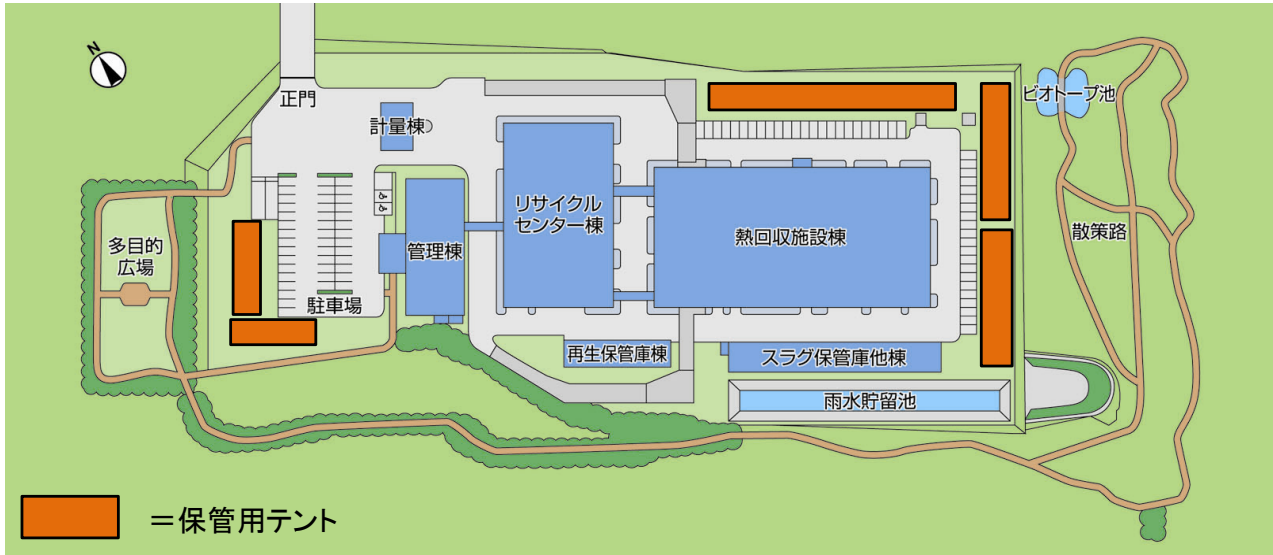 N
正門
計量棟
ビオトープ池
リサイクル
センター棟
多目的
広場
管理棟
熱回収施設棟
散策路
駐車場
再生保管庫棟
スラグ保管庫他棟
雨水貯留池
＝保管用テント